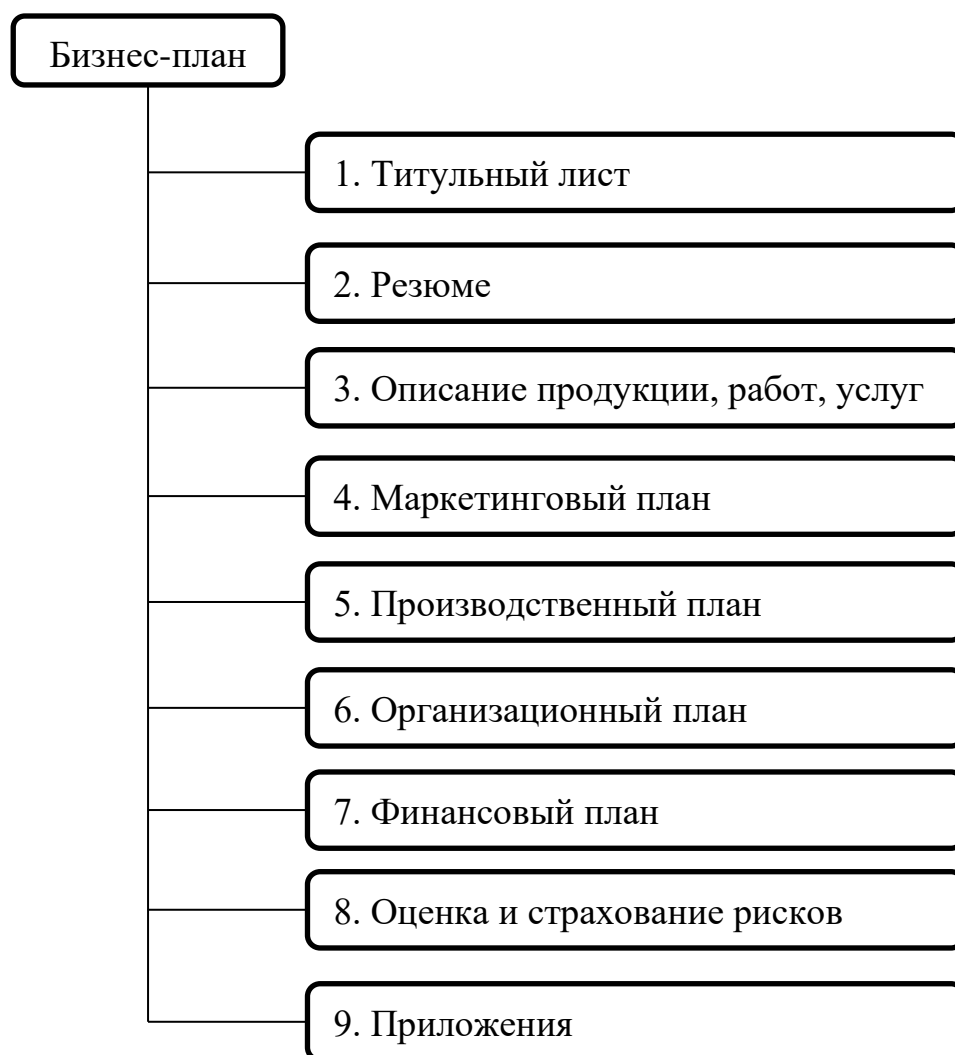 Бизнес-план
1. Титульный лист
2. Резюме
3. Описание продукции, работ, услуг
4. Маркетинговый план
5. Производственный план
6. Организационный план
7. Финансовый план
8. Оценка и страхование рисков
9. Приложения